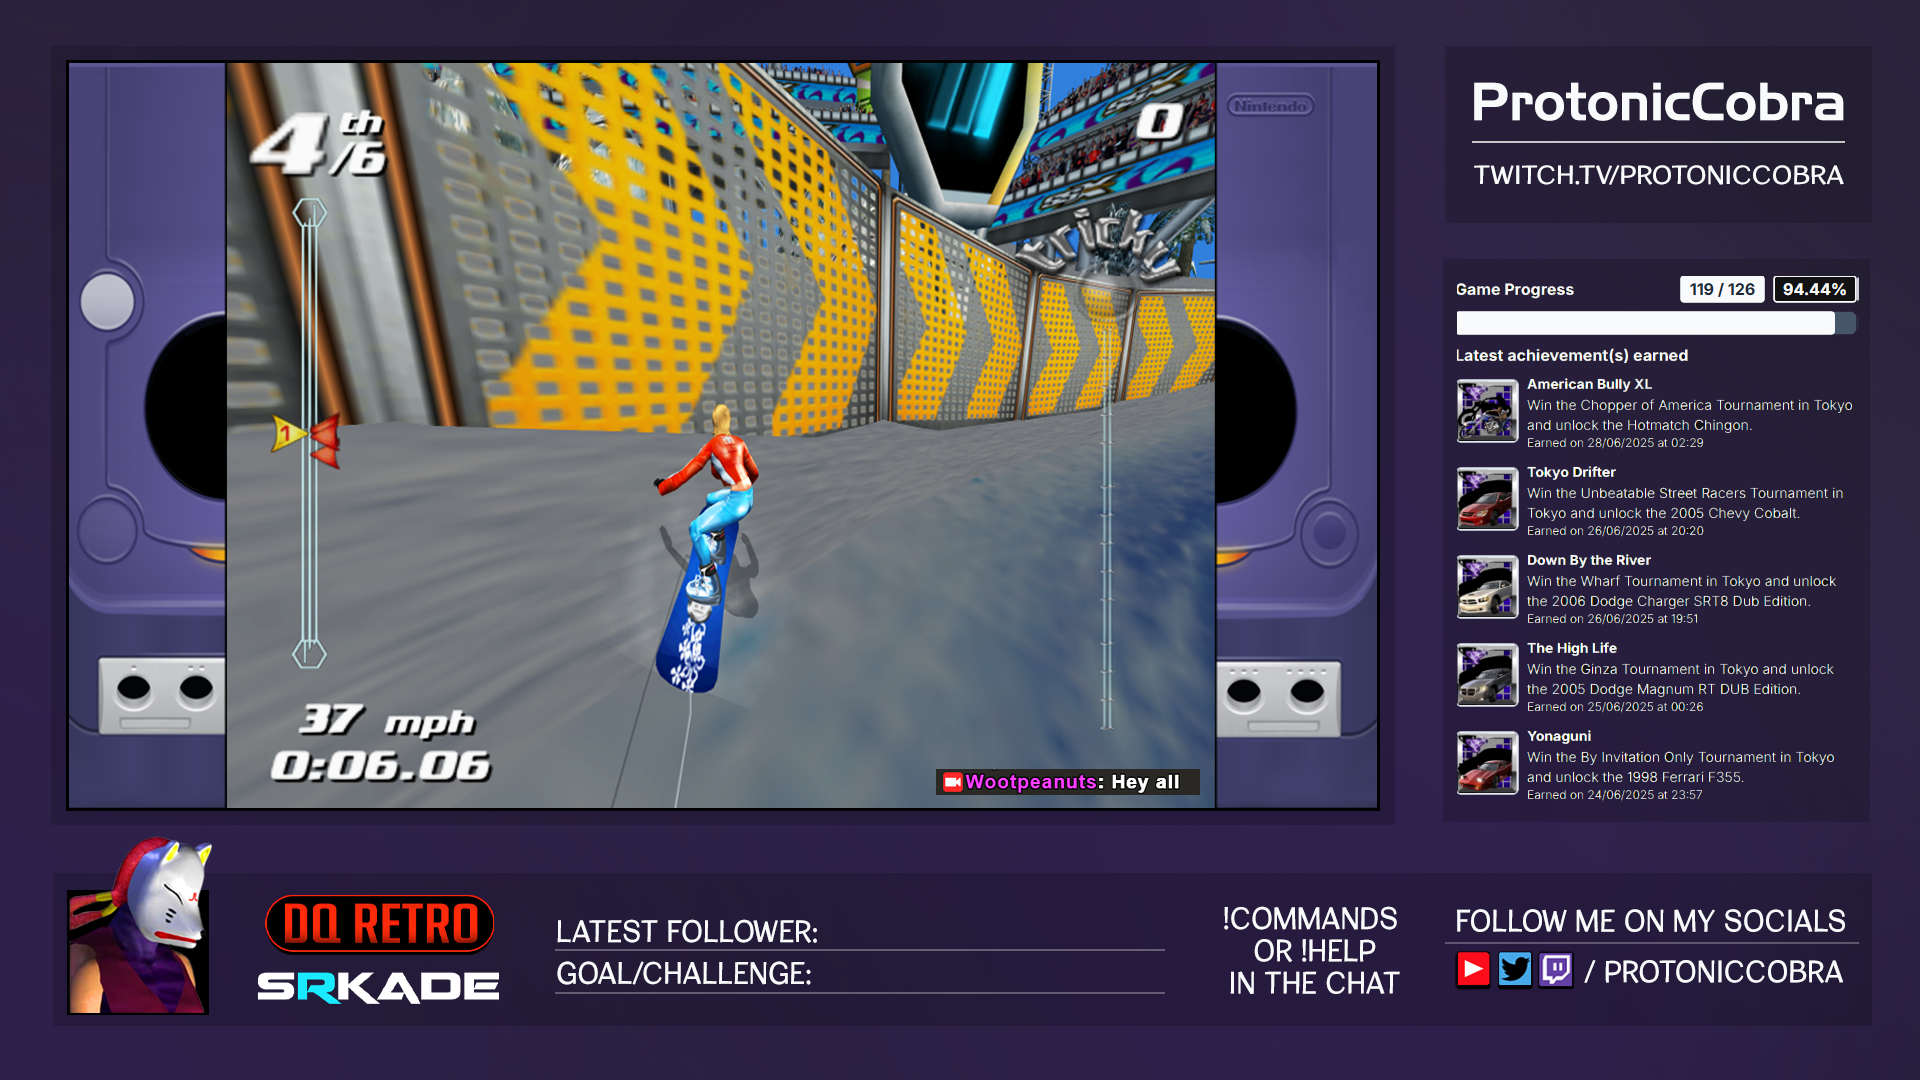 4th/6
0
tricky
1
37 mph
0:06.06
Wootpeanuts: Hey all
Nintendo
ProtonicCobra
TWITCH.TV/PROTONICCOBRA
Game Progress
119 / 126
94.44%
Latest achievement(s) earned
American Bully XL
Win the Chopper of America Tournament in Tokyo
and unlock the Hotmatch Chingon.
Earned on 28/06/2025 at 02:29
Tokyo Drifter
Win the Unbeatable Street Racers Tournament in
Tokyo and unlock the 2005 Chevy Cobalt.
Earned on 26/06/2025 at 20:20
Down By the River
Win the Wharf Tournament in Tokyo and unlock
the 2006 Dodge Charger SRT8 Dub Edition.
Earned on 26/06/2025 at 19:51
The High Life
Win the Ginza Tournament in Tokyo and unlock
the 2005 Dodge Magnum RT DUB Edition.
Earned on 25/06/2025 at 00:26
Yonaguni
Win the By Invitation Only Tournament in Tokyo
and unlock the 1998 Ferrari F355.
Earned on 24/06/2025 at 23:57
DQ RETRO
SRKADE
LATEST FOLLOWER:
GOAL/CHALLENGE:
!COMMANDS
OR !HELP
IN THE CHAT
FOLLOW ME ON MY SOCIALS
/ PROTONICCOBRA